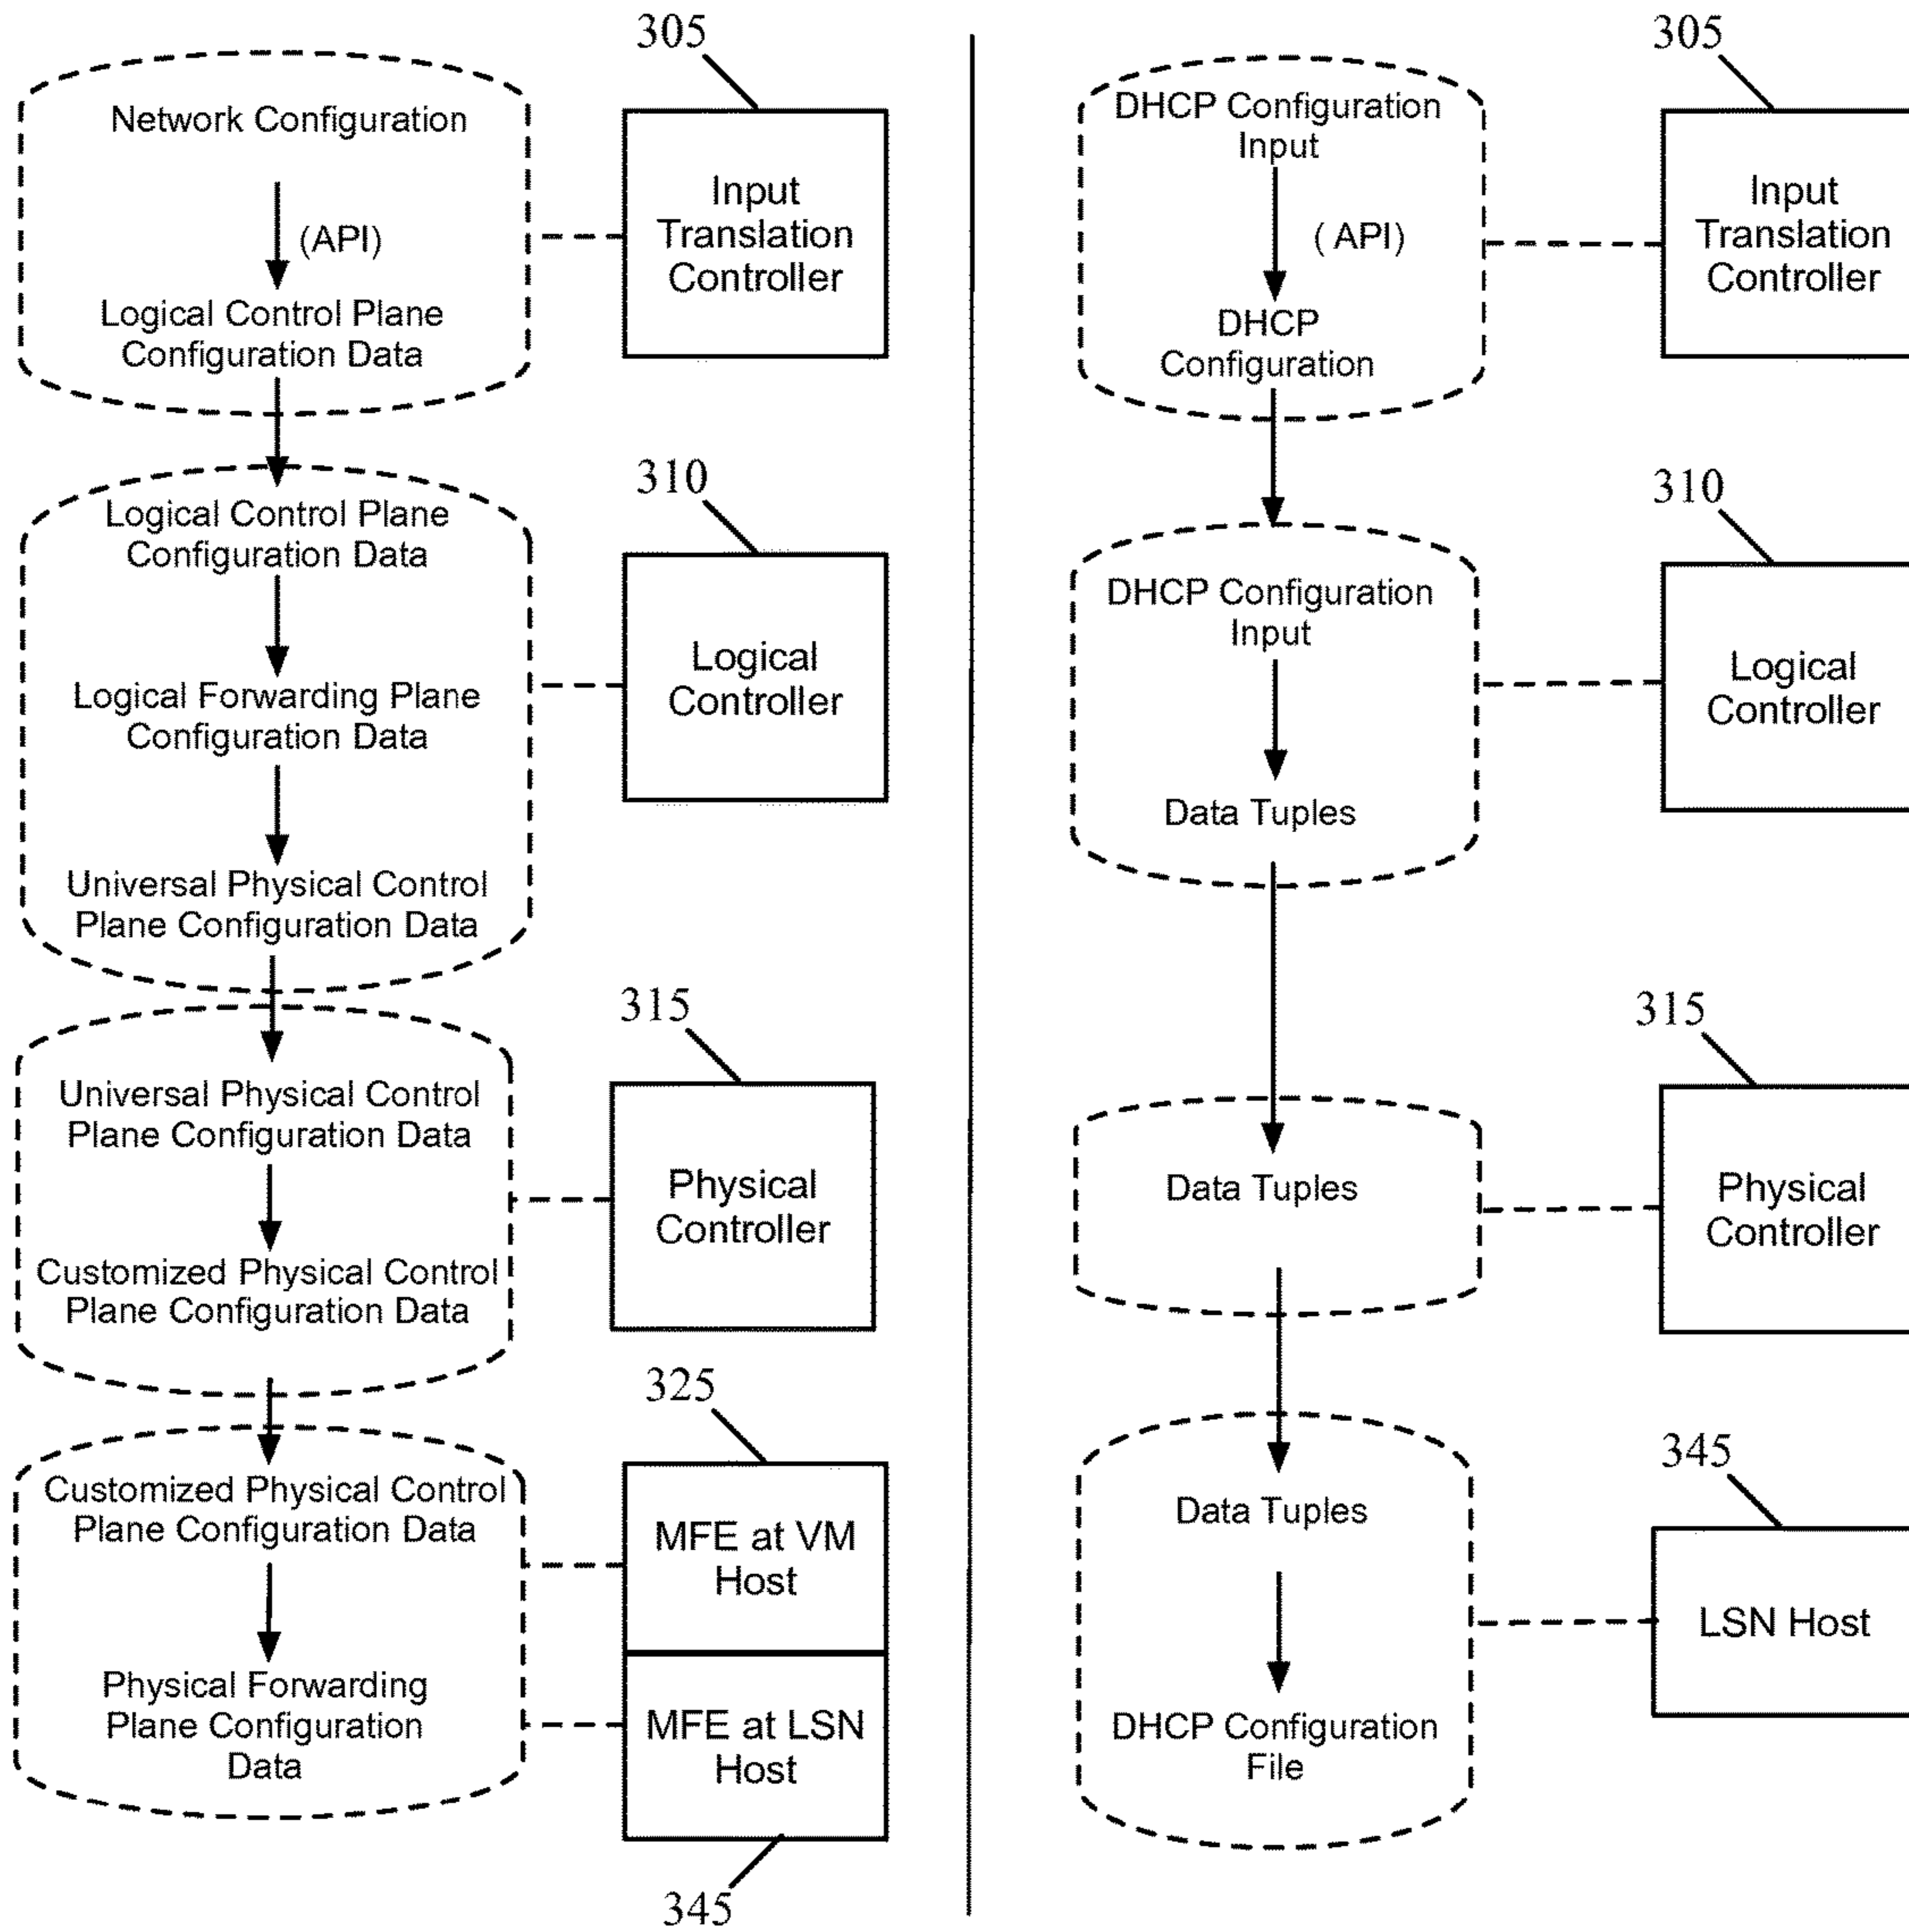 305
Network Configuration
(API)
Logical Control Plane
Configuration Data
Input
Translation
Controller
310
Logical Control Plane
Configuration Data
Logical Forwarding Plane
Configuration Data
Universal Physical Control
Plane Configuration Data
Logical
Controller
315
Universal Physical Control
Plane Configuration Data
Customized Physical Control
Plane Configuration Data
Physical
Controller
325
Customized Physical Control
Plane Configuration Data
Physical Forwarding
Plane Configuration
Data
MFE at VM
Host
MFE at LSN
Host
345
305
DHCP Configuration
Input
( API)
DHCP
Configuration
Input
Translation
Controller
310
DHCP Configuration
Input
Data Tuples
Logical
Controller
315
Data Tuples
Physical
Controller
345
Data Tuples
DHCP Configuration
File
LSN Host